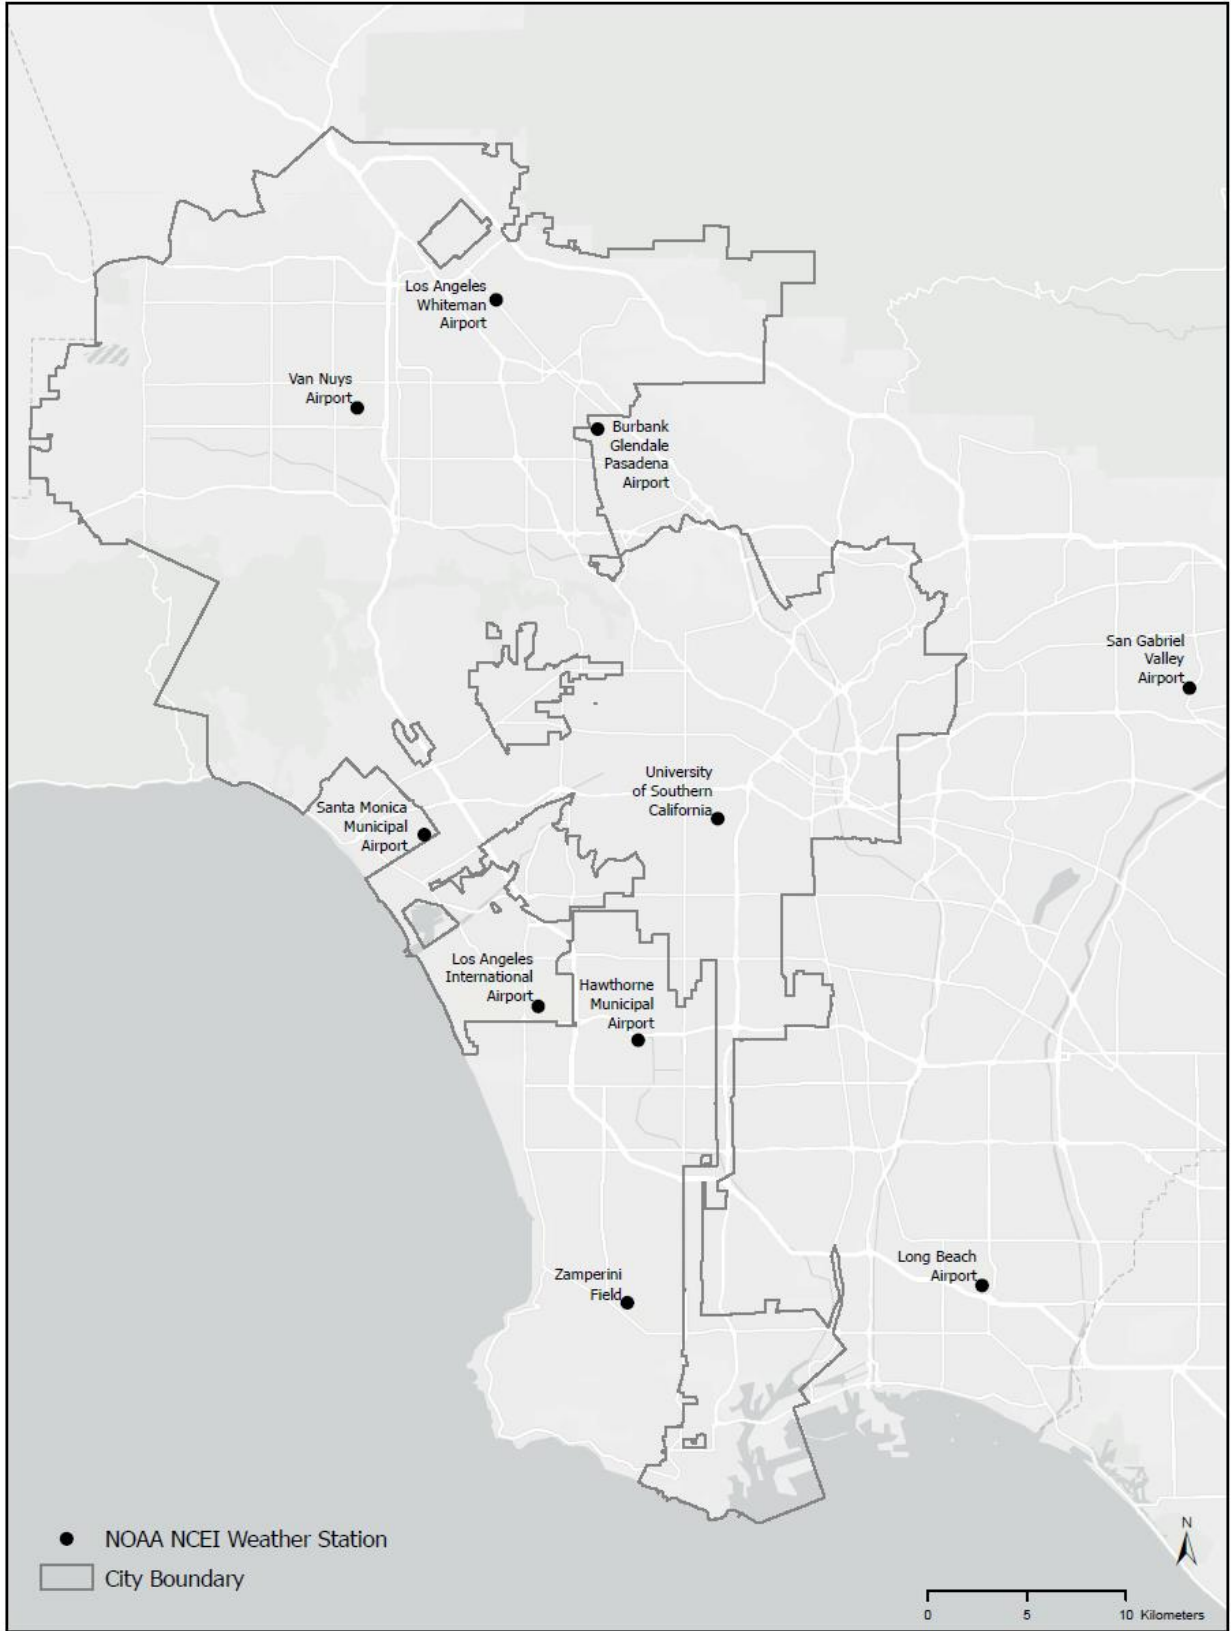 Los Angeles
Whiteman
Airport
Van Nuys
Airport
Burbank
Glendale
Pasadena
Airport
San Gabriel
Valley
Airport
University
of Southern
California
Santa Monica
Municipal
Airport
Los Angeles
International
Airport
Hawthorne
Municipal
Airport
Long Beach
Airport
Zamperini
Field
NOAA NCEI Weather Station
City Boundary
N
0 5 10 Kilometers